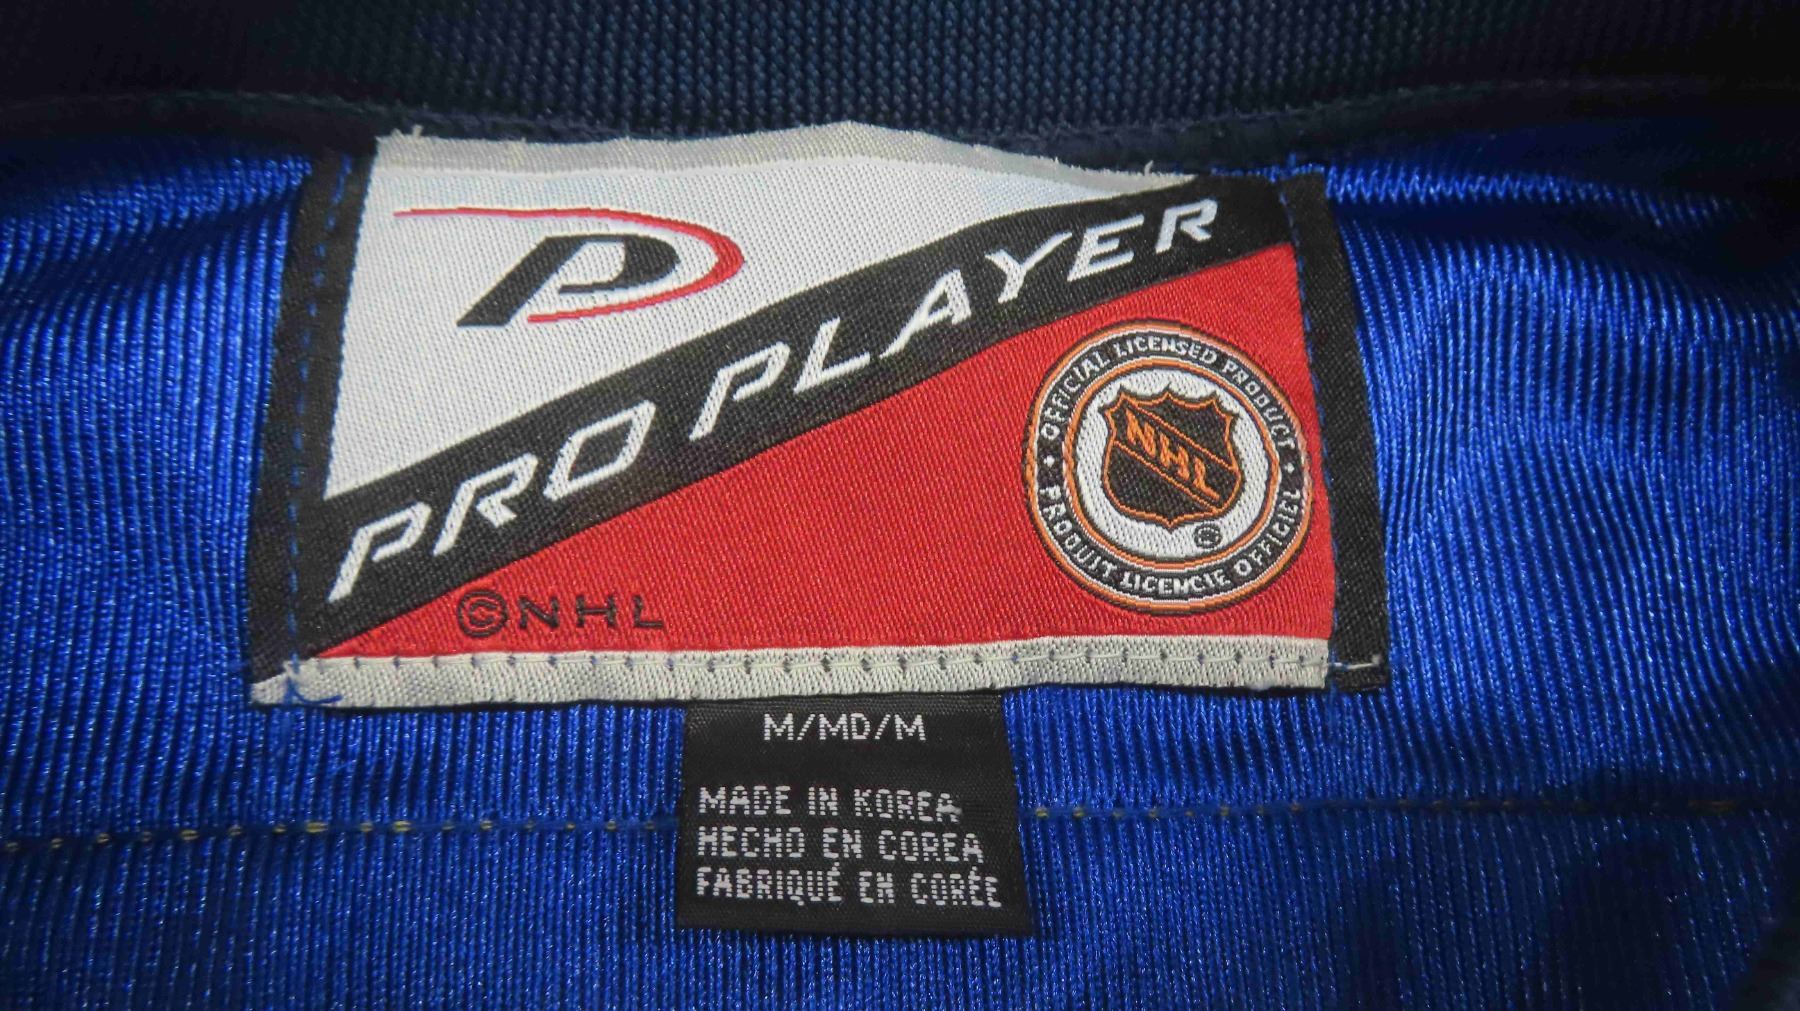 P
PRO PLAYER
OFFICIAL LICENSED PRODUCT
NHL
®
PRODUIT LICENCIE OFFICIEL
©NHL
M/MD/M
MADE IN KOREA
HECHO EN COREA
FABRIQUÉ EN CORÉE